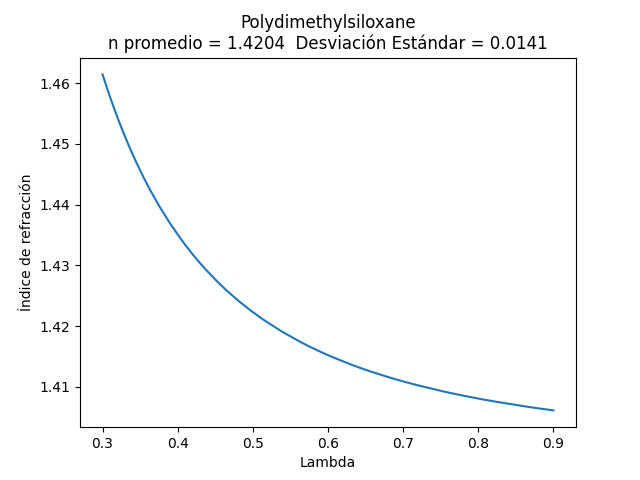 Polydimethylsiloxane
n promedio = 1.4204  Desviación Estándar = 0.0141
1.46
1.45
1.44
1.43
1.42
1.41
Índice de refracción
0.3 0.4 0.5 0.6 0.7 0.8 0.9
Lambda